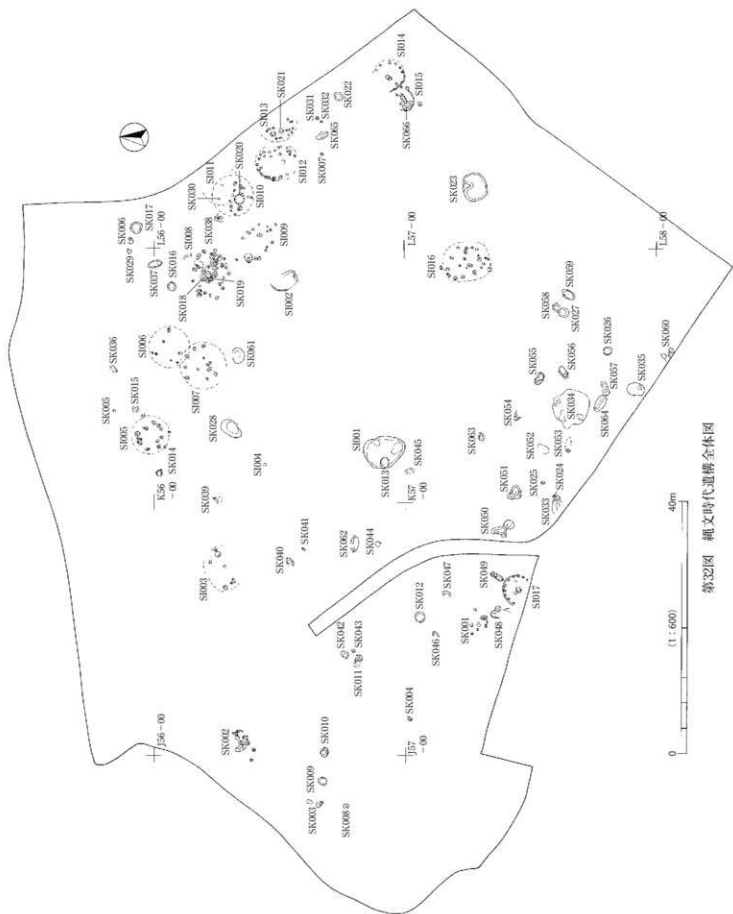 SI014
SI015
SK066
SK021
SI013
SK031
SK032
SK022
SK065
SK007
SI012
SK020
SI011
SI010
SK030
SK038
SI009
SK006
SK017
L56-00
SK029
SK037
SK016
SI008
SK018
SK019
SI002
SK023
L57-00
SI016
L58-00
SK036
SI006
SK061
SI007
SK005
SK015
SI005
SK014
SK028
K56
-00
SI004
SK039
SI001
SK013
SK045
K57
-00
SK063
SK054
SK055
SK058
SK059
SK027
SK056
SK026
SK060
SK057
SK035
SK064
SK034
SK053
SK052
SK051
SK025
SK024
SK033
SK050
SK041
SK040
SI003
SK062
SK044
SK047
SK049
SI017
SK048
SK001
SK012
SK046
SK042
SK043
SK011
SK004
J56-00
SK002
SK010
SK009
SK003
SK008
J57
-00
0
(1:600)
40m
第32図 縄文時代遺構全体図